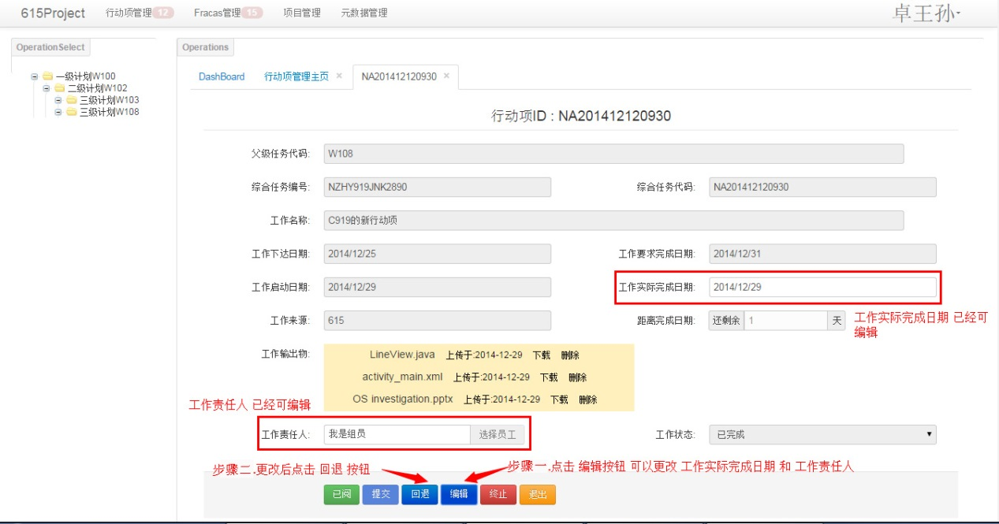 615Project 行动项管理 12 Fracas管理 15 项目管理 元数据管理 卓王孙
OperationSelect
一级计划W100
二级计划W102
三级计划W103
三级计划W108
Operations
DashBoard 行动项管理主页 × NA201412120930 ×
行动项ID : NA201412120930
父级任务代码: W108
综合任务编号: NZHY919JNK2890 综合任务代码: NA201412120930
工作名称: C919的新行动项
工作下达日期: 2014/12/25 工作要求完成日期: 2014/12/31
工作启动日期: 2014/12/29 工作实际完成日期: 2014/12/29
工作来源: 615 距离完成日期: 还剩余 1 天
工作实际完成日期 已经可
编辑
工作输出物: LineView.java 上传于:2014-12-29 下载 删除
activity_main.xml 上传于:2014-12-29 下载 删除
OS investigation.pptx 上传于:2014-12-29 下载 删除
工作责任人 已经可编辑
工作责任人: 我是组员 选择员工 工作状态: 已完成
步骤二.更改后点击 回退 按钮 步骤一.点击 编辑按钮 可以更改 工作实际完成日期 和 工作责任人
已阅 提交 回退 编辑 终止 退出